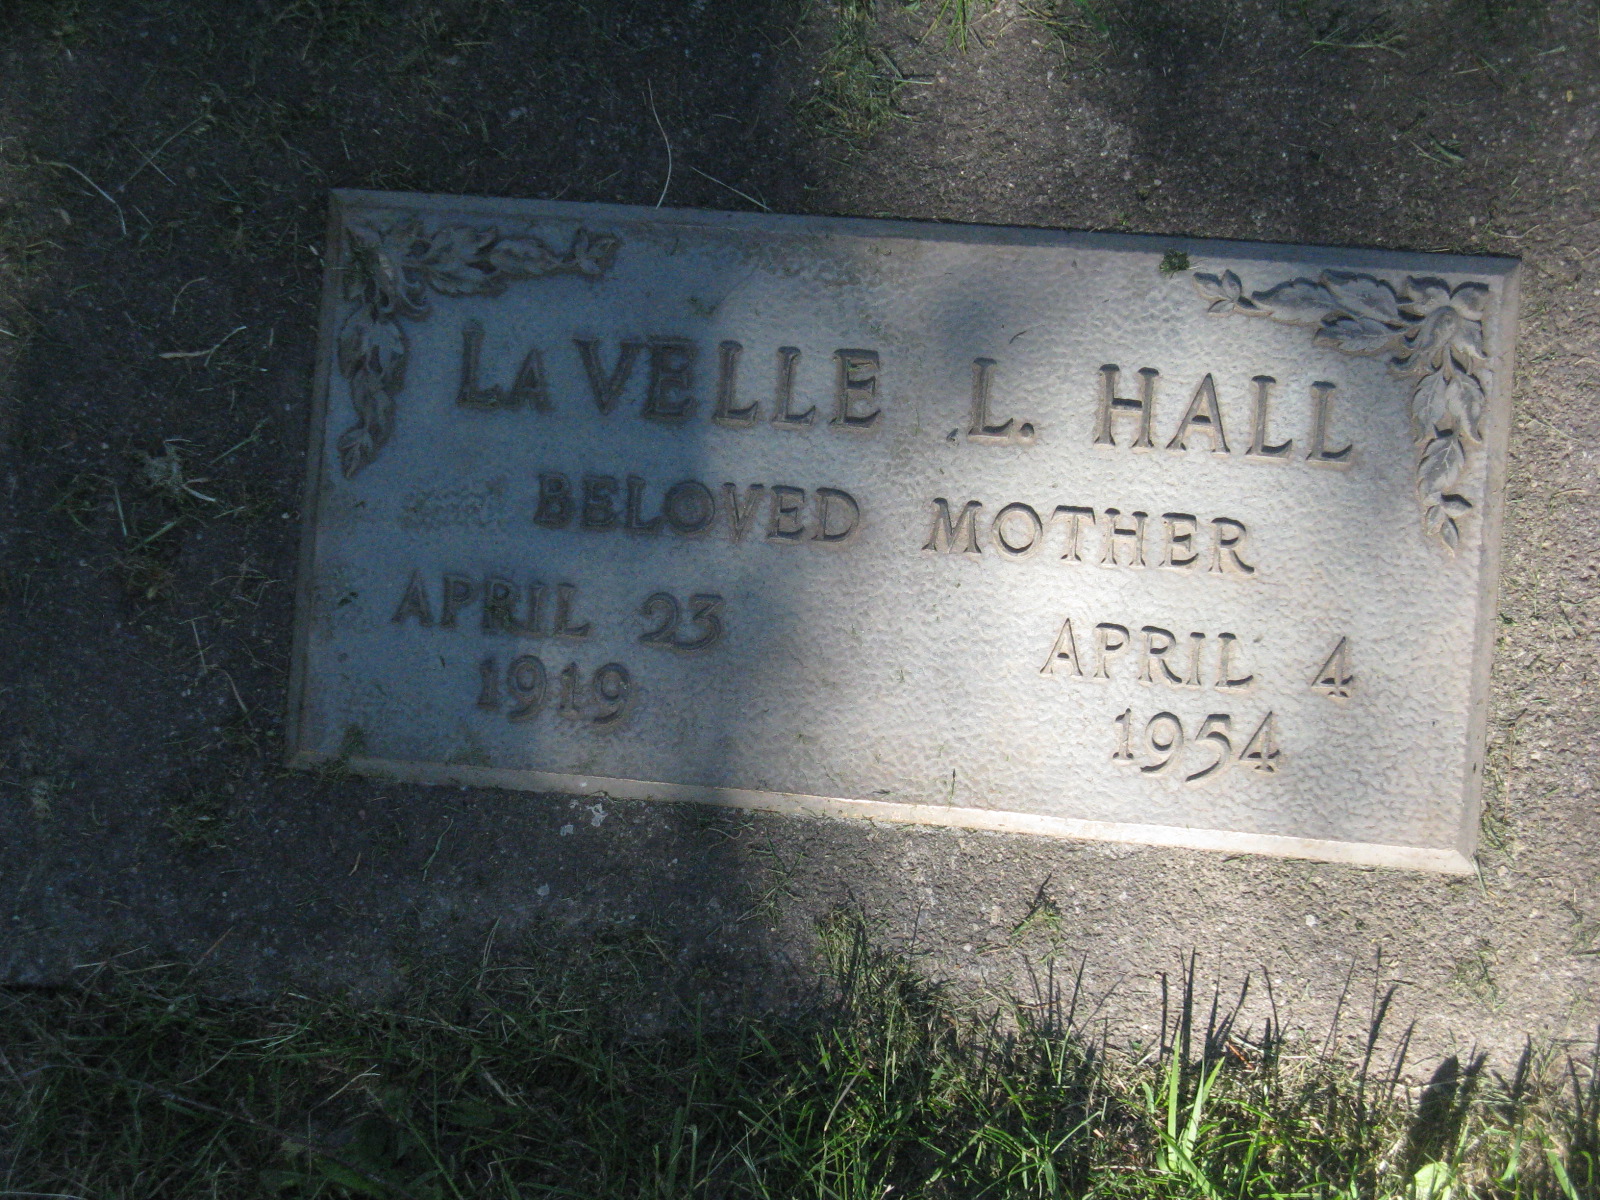 LaVELLE L. HALL
BELOVED MOTHER
APRIL 23 APRIL 4
1919 1954